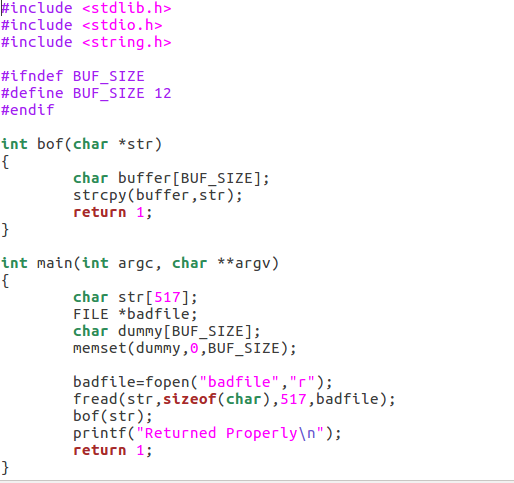 #include <stdlib.h>
#include <stdio.h>
#include <string.h>

#ifndef BUF_SIZE
#define BUF_SIZE 12
#endif

int bof(char *str)
{
        char buffer[BUF_SIZE];
        strcpy(buffer,str);
        return 1;
}

int main(int argc, char **argv)
{
        char str[517];
        FILE *badfile;
        char dummy[BUF_SIZE];
        memset(dummy,0,BUF_SIZE);

        badfile=fopen("badfile","r");
        fread(str,sizeof(char),517,badfile);
        bof(str);
        printf("Returned Properly\n");
        return 1;
}